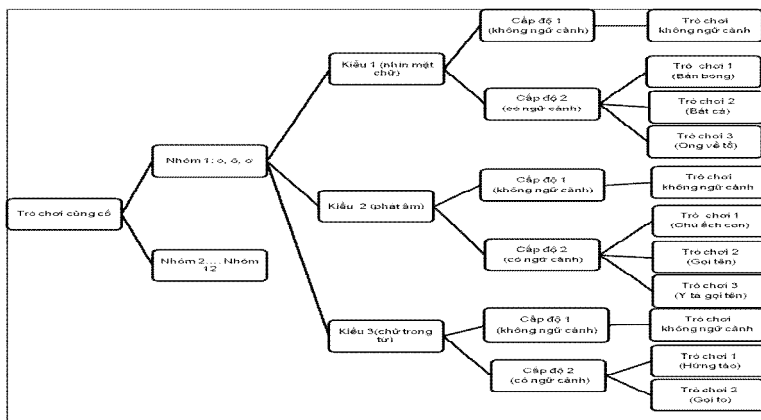 Trò chơi củng cố
Nhóm 1: o, ô, ơ
Nhóm 2.... Nhóm
12
Kiểu 1 (nhìn mặt
chữ)
Kiểu 2 (phát âm)
Kiểu 3(chữ trong
từ)
Cấp độ 1
(không ngữ cảnh)
Cấp độ 2
(có ngữ cảnh)
Cấp độ 1
(không ngữ cảnh)
Cấp độ 2
(có ngữ cảnh)
Cấp độ 1
(không ngữ cảnh)
Cấp độ 2
(có ngữ cảnh)
Trò chơi
không ngữ cảnh
Trò chơi 1
(Bắn bóng)
Trò chơi 2
(Bắt cá)
Trò chơi 3
(Ong về tổ)
Trò chơi
không ngữ cảnh
Trò chơi 1
(Chú ếch con)
Trò chơi 2
(Gọi tên)
Trò chơi 3
(Y tá gọi tên)
Trò chơi
không ngữ cảnh
Trò chơi 1
(Hứng táo)
Trò chơi 2
(Gọi to)